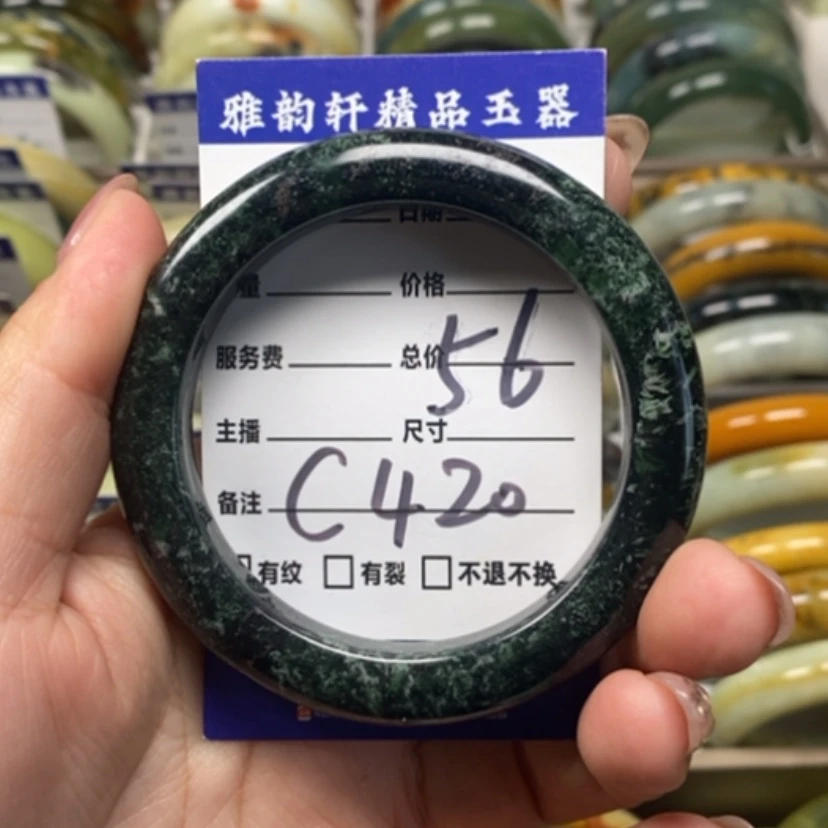 雅韵轩精品玉器
日期
量 价格
服务费 总价 56
主播 尺寸
备注 C420
有纹 有裂 不退不换